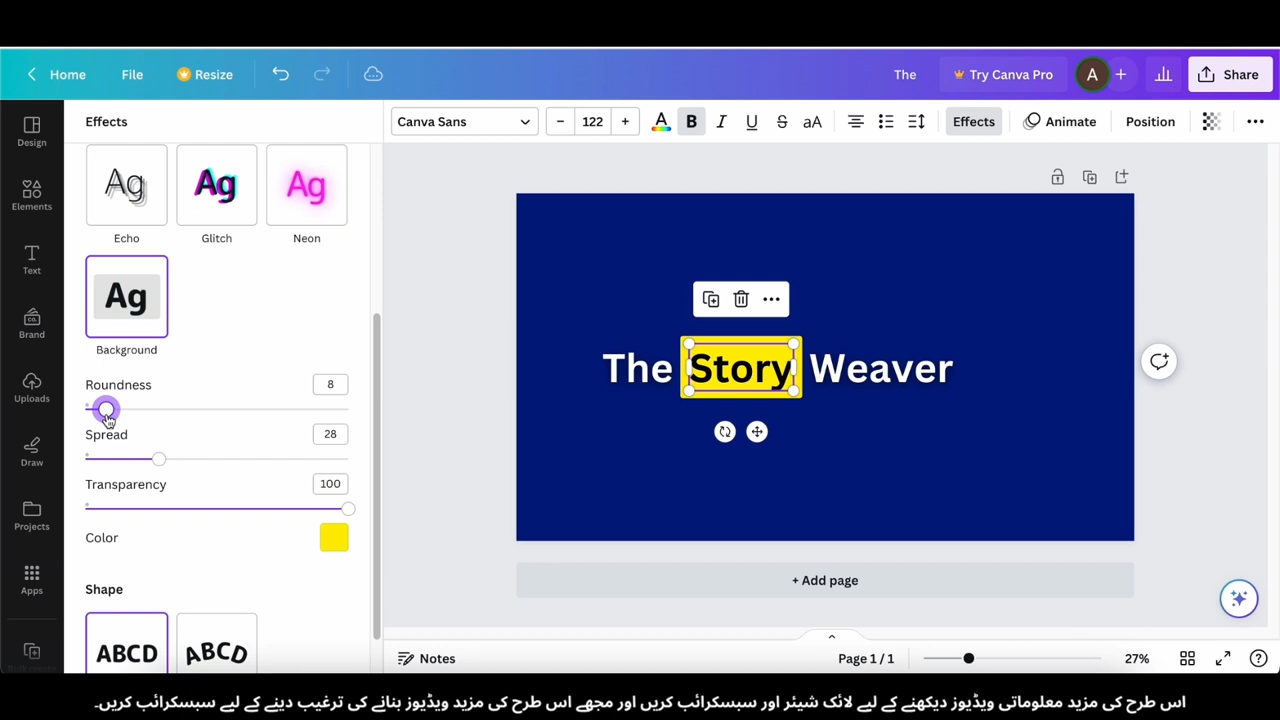 Home File Resize The Try Canva Pro A + Share
Effects Canva Sans – 122 + A B I U S aA Effects Animate Position
Design
Elements
Text
Brand
Uploads
Draw
Projects
Apps
Ag Ag Ag
Echo Glitch Neon
Ag
Background
Roundness 8
Spread 28
Transparency 100
Color
Shape
ABCD ABCD
The Story Weaver
+ Add page
Notes Page 1 / 1 27%
اس طرح کی مزید معلوماتی ویڈیوز دیکھنے کے لیے لائک شیئر اور سبسکرائب کریں اور مجھے اس طرح کی مزید ویڈیوز بنانے کی ترغیب دینے کے لیے سبسکرائب کریں۔